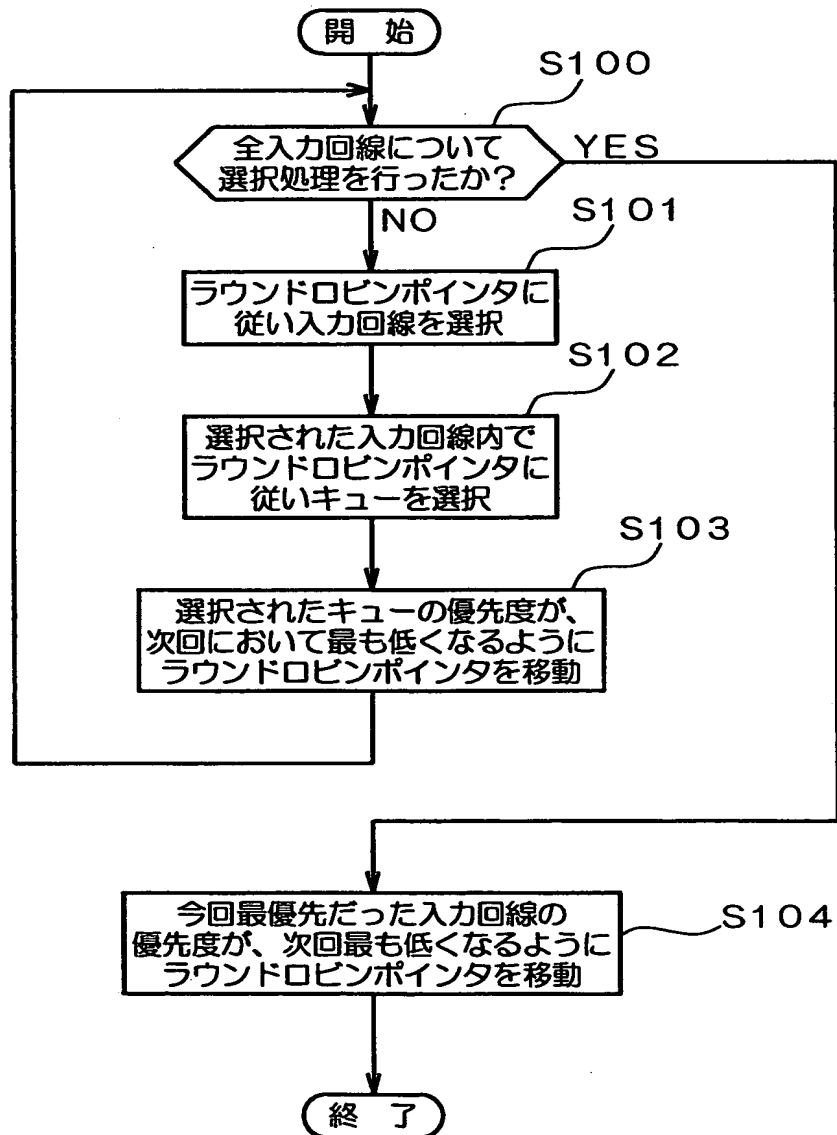 開 始
S100
全入力回線について
選択処理を行ったか?
YES
NO
S101
ラウンドロビンポインタに
従い入力回線を選択
S102
選択された入力回線内で
ラウンドロビンポインタに
従いキューを選択
S103
選択されたキューの優先度が、
次回において最も低くなるように
ラウンドロビンポインタを移動
今回最優先だった入力回線の
優先度が、次回最も低くなるように
ラウンドロビンポインタを移動
S104
終 了